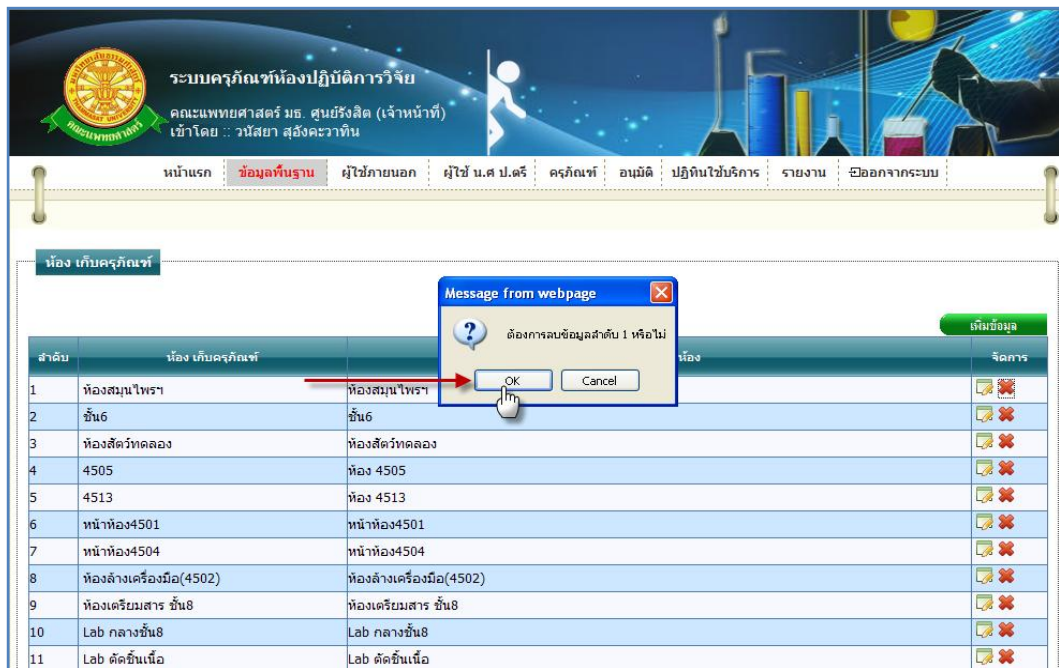 ระบบครุภัณฑ์ห้องปฏิบัติการวิจัย
คณะแพทยศาสตร์ มธ. ศูนย์รังสิต (เจ้าหน้าที่)
เข้าโดย :: วนัสยา สุอังคะวาทิน
คณะแพทยศาสตร์
หน้าแรก ข้อมูลพื้นฐาน ผู้ใช้ภายนอก ผู้ใช้ น.ศ ป.ตรี ครุภัณฑ์ อนุมัติ ปฏิทินใช้บริการ รายงาน ออกจากระบบ
ห้อง เก็บครุภัณฑ์
Message from webpage
ต้องการลบข้อมูลลำดับ 1 หรือไม่
OK Cancel
เพิ่มข้อมูล
ลำดับ ห้อง เก็บครุภัณฑ์ ห้อง จัดการ
1 ห้องสมุนไพรฯ ห้องสมุนไพรฯ
2 ชั้น6 ชั้น6
3 ห้องสัตว์ทดลอง ห้องสัตว์ทดลอง
4 4505 ห้อง 4505
5 4513 ห้อง 4513
6 หน้าห้อง4501 หน้าห้อง4501
7 หน้าห้อง4504 หน้าห้อง4504
8 ห้องล้างเครื่องมือ(4502) ห้องล้างเครื่องมือ(4502)
9 ห้องเตรียมสาร ชั้น8 ห้องเตรียมสาร ชั้น8
10 Lab กลางชั้น8 Lab กลางชั้น8
11 Lab ตัดชิ้นเนื้อ Lab ตัดชิ้นเนื้อ